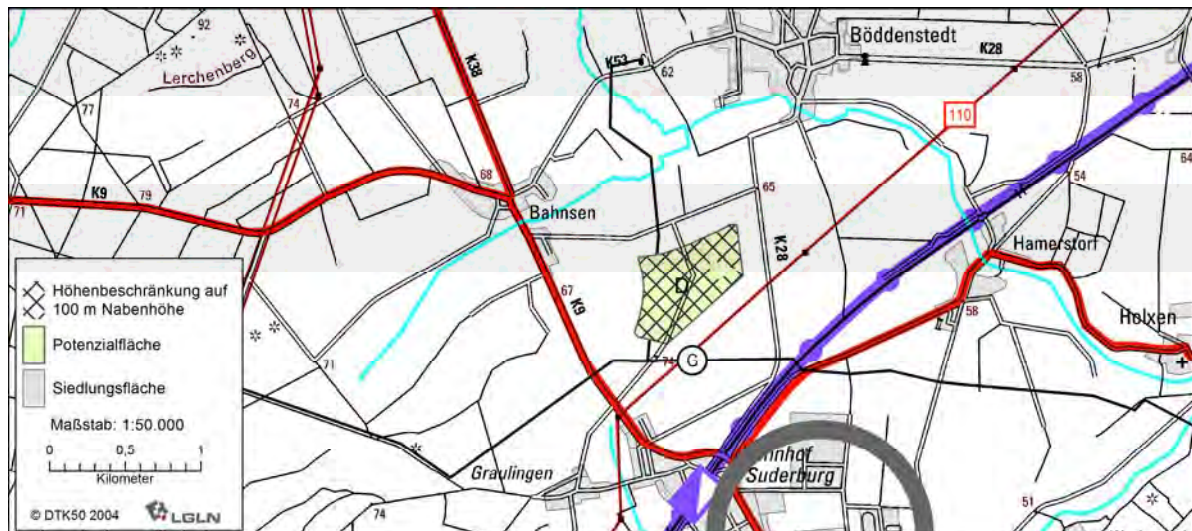 92
Lerchenberg
77
74
K38
K53
62
Böddenstedt
K28
58
110
71
K9
79
68
Bahnsen
65
K28
54
64
Hamerstorf
67
K9
D
58
Holxen
74
G
71
Graulingen
Suderburg
74
51
Höhenbeschränkung auf
100 m Nabenhöhe
Potenzialfläche
Siedlungsfläche
Maßstab: 1:50.000
0 0,5 1
Kilometer
© DTK50 2004 LGLN